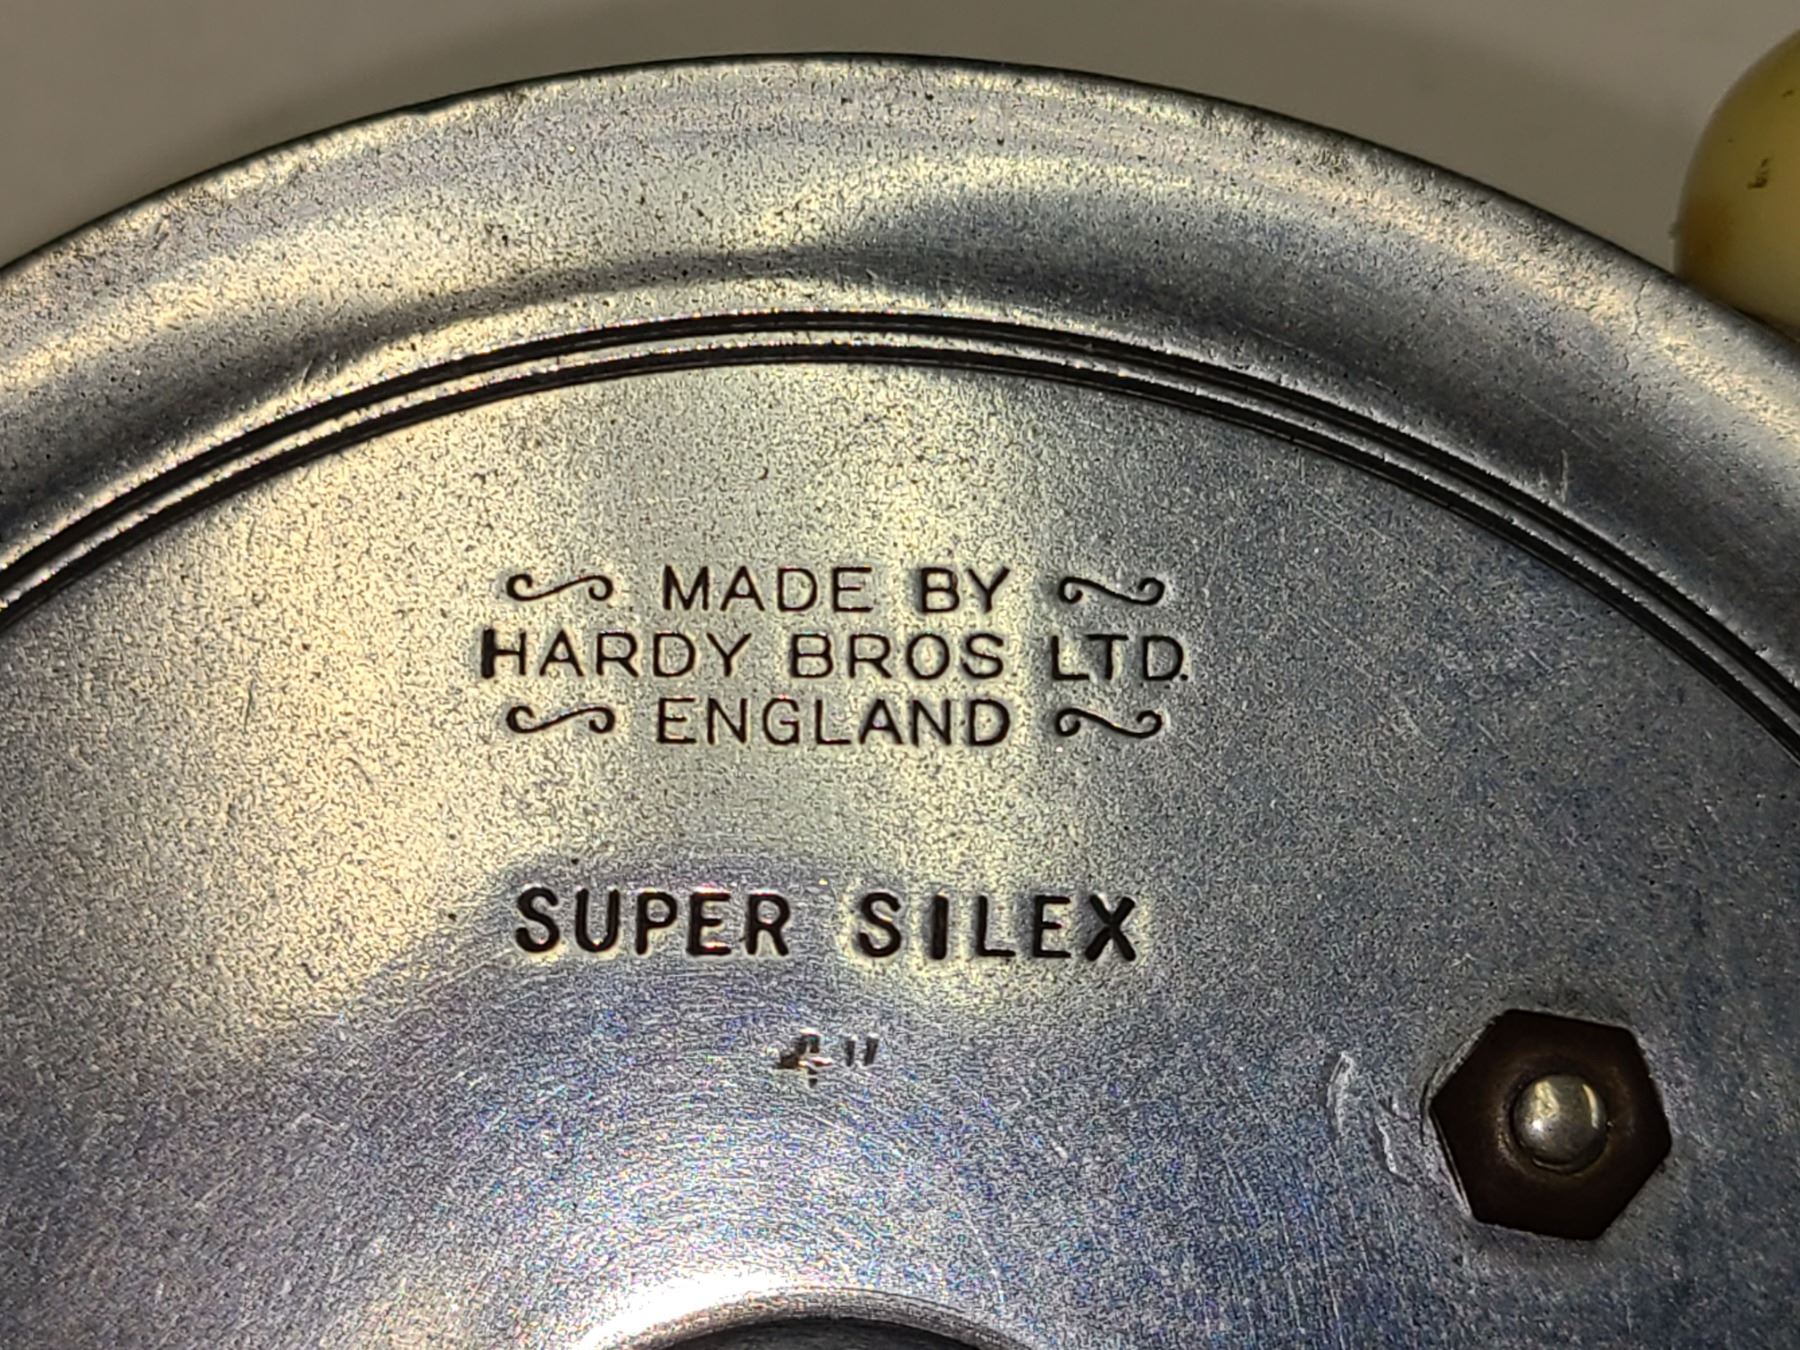 MADE BY
HARDY BROS. LTD.
ENGLAND
SUPER SILEX
4"